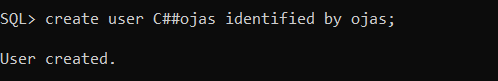 SQL> create user C##ojas identified by ojas;
User created.